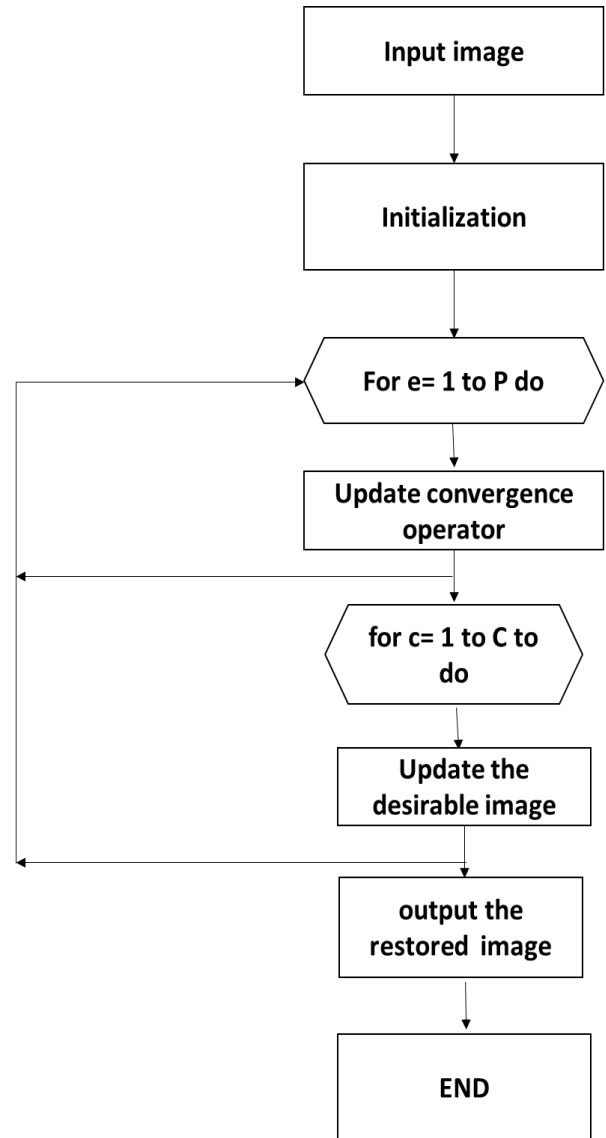 Input image
Initialization
For e= 1 to P do
Update convergence
operator
for c= 1 to C to
do
Update the
desirable image
output the
restored image
END